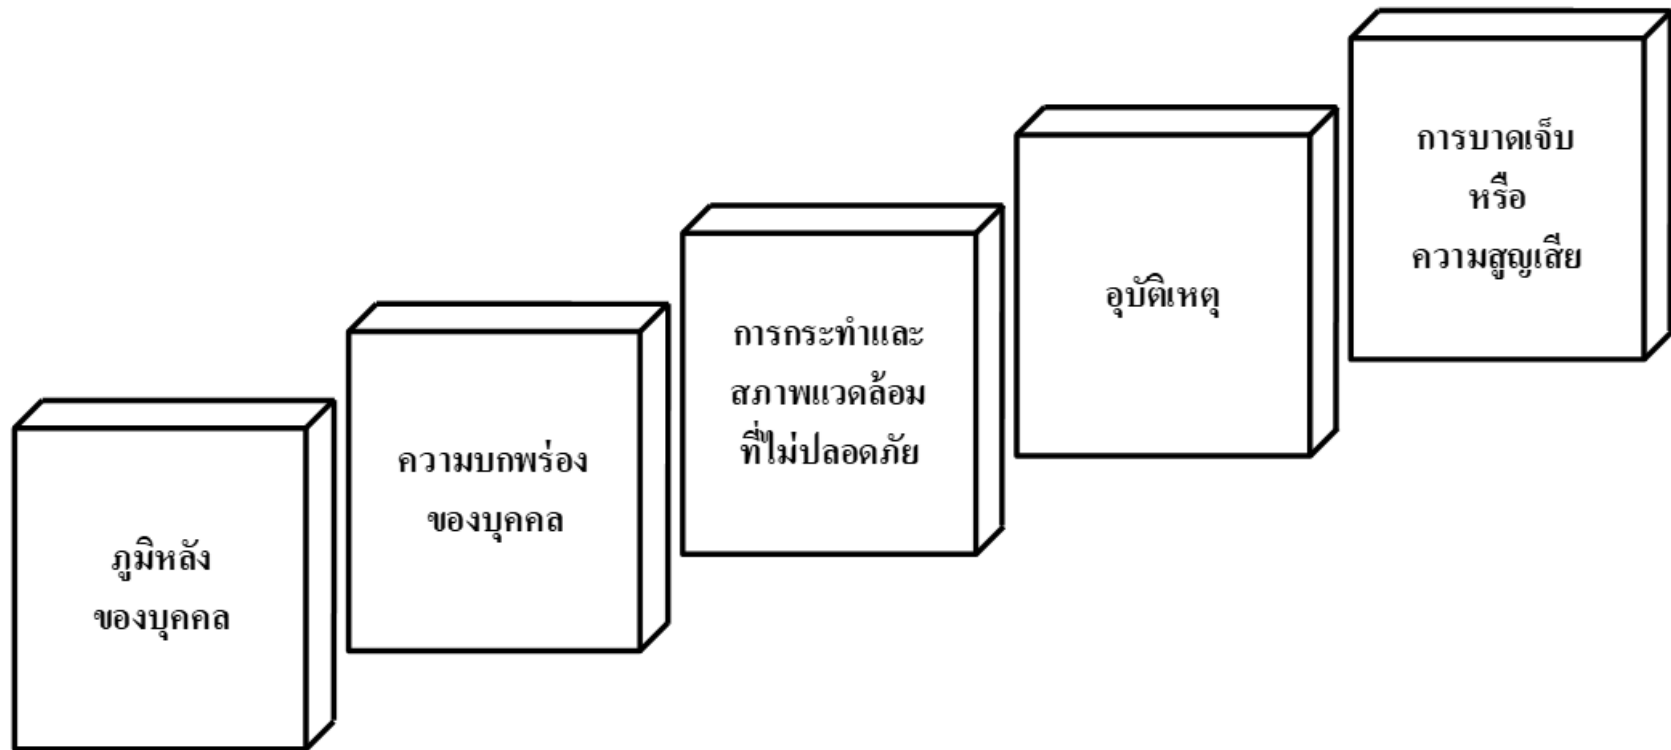 ภูมิหลัง
ของบุคคล
ความบกพร่อง
ของบุคคล
การกระทำและ
สภาพแวดล้อม
ที่ไม่ปลอดภัย
อุบัติเหตุ
การบาดเจ็บ
หรือ
ความสูญเสีย